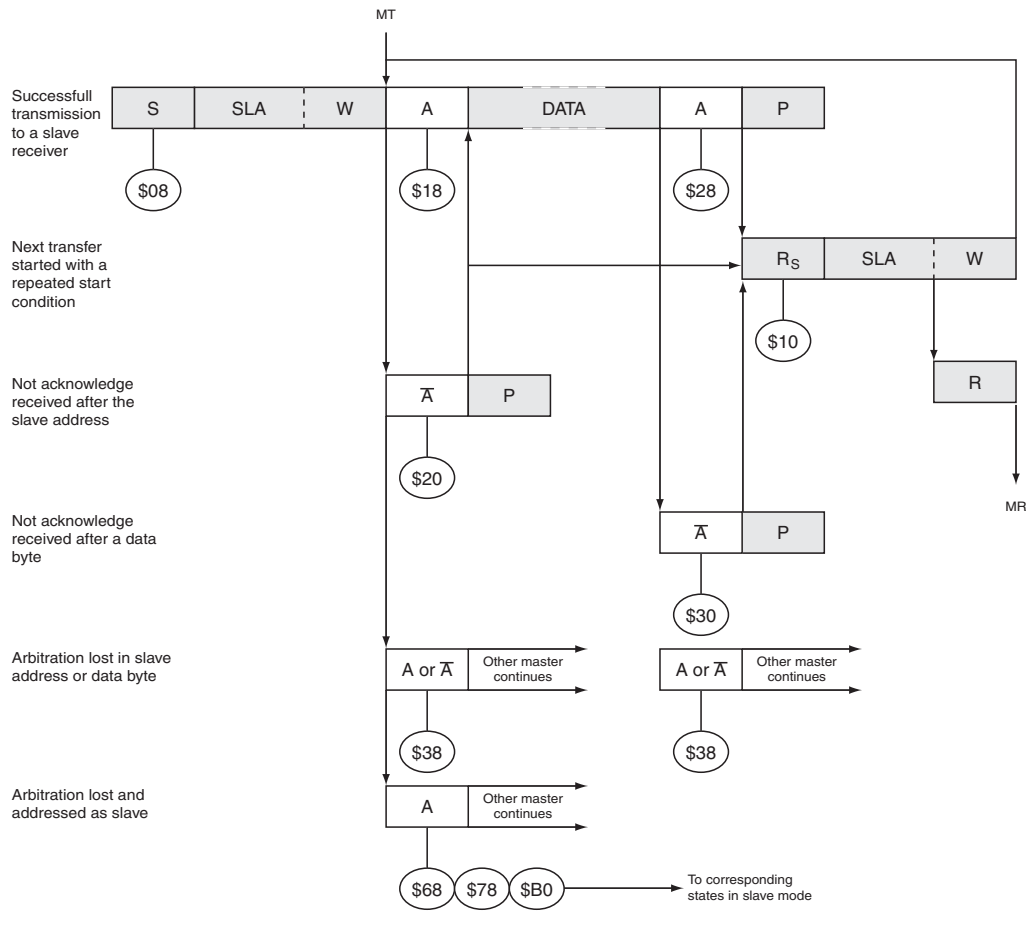 MT
Successfull
transmission
to a slave
receiver
S SLA W A DATA A P
$08 $18 $28
Next transfer
started with a
repeated start
condition
RS SLA W
$10
Not acknowledge
received after the
slave address
A̅ P
R
$20
MR
Not acknowledge
received after a data
byte
A̅ P
$30
Arbitration lost in slave
address or data byte
A or A̅
Other master
continues
A or A̅
Other master
continues
$38 $38
Arbitration lost and
addressed as slave
A
Other master
continues
$68 $78 $B0
To corresponding
states in slave mode